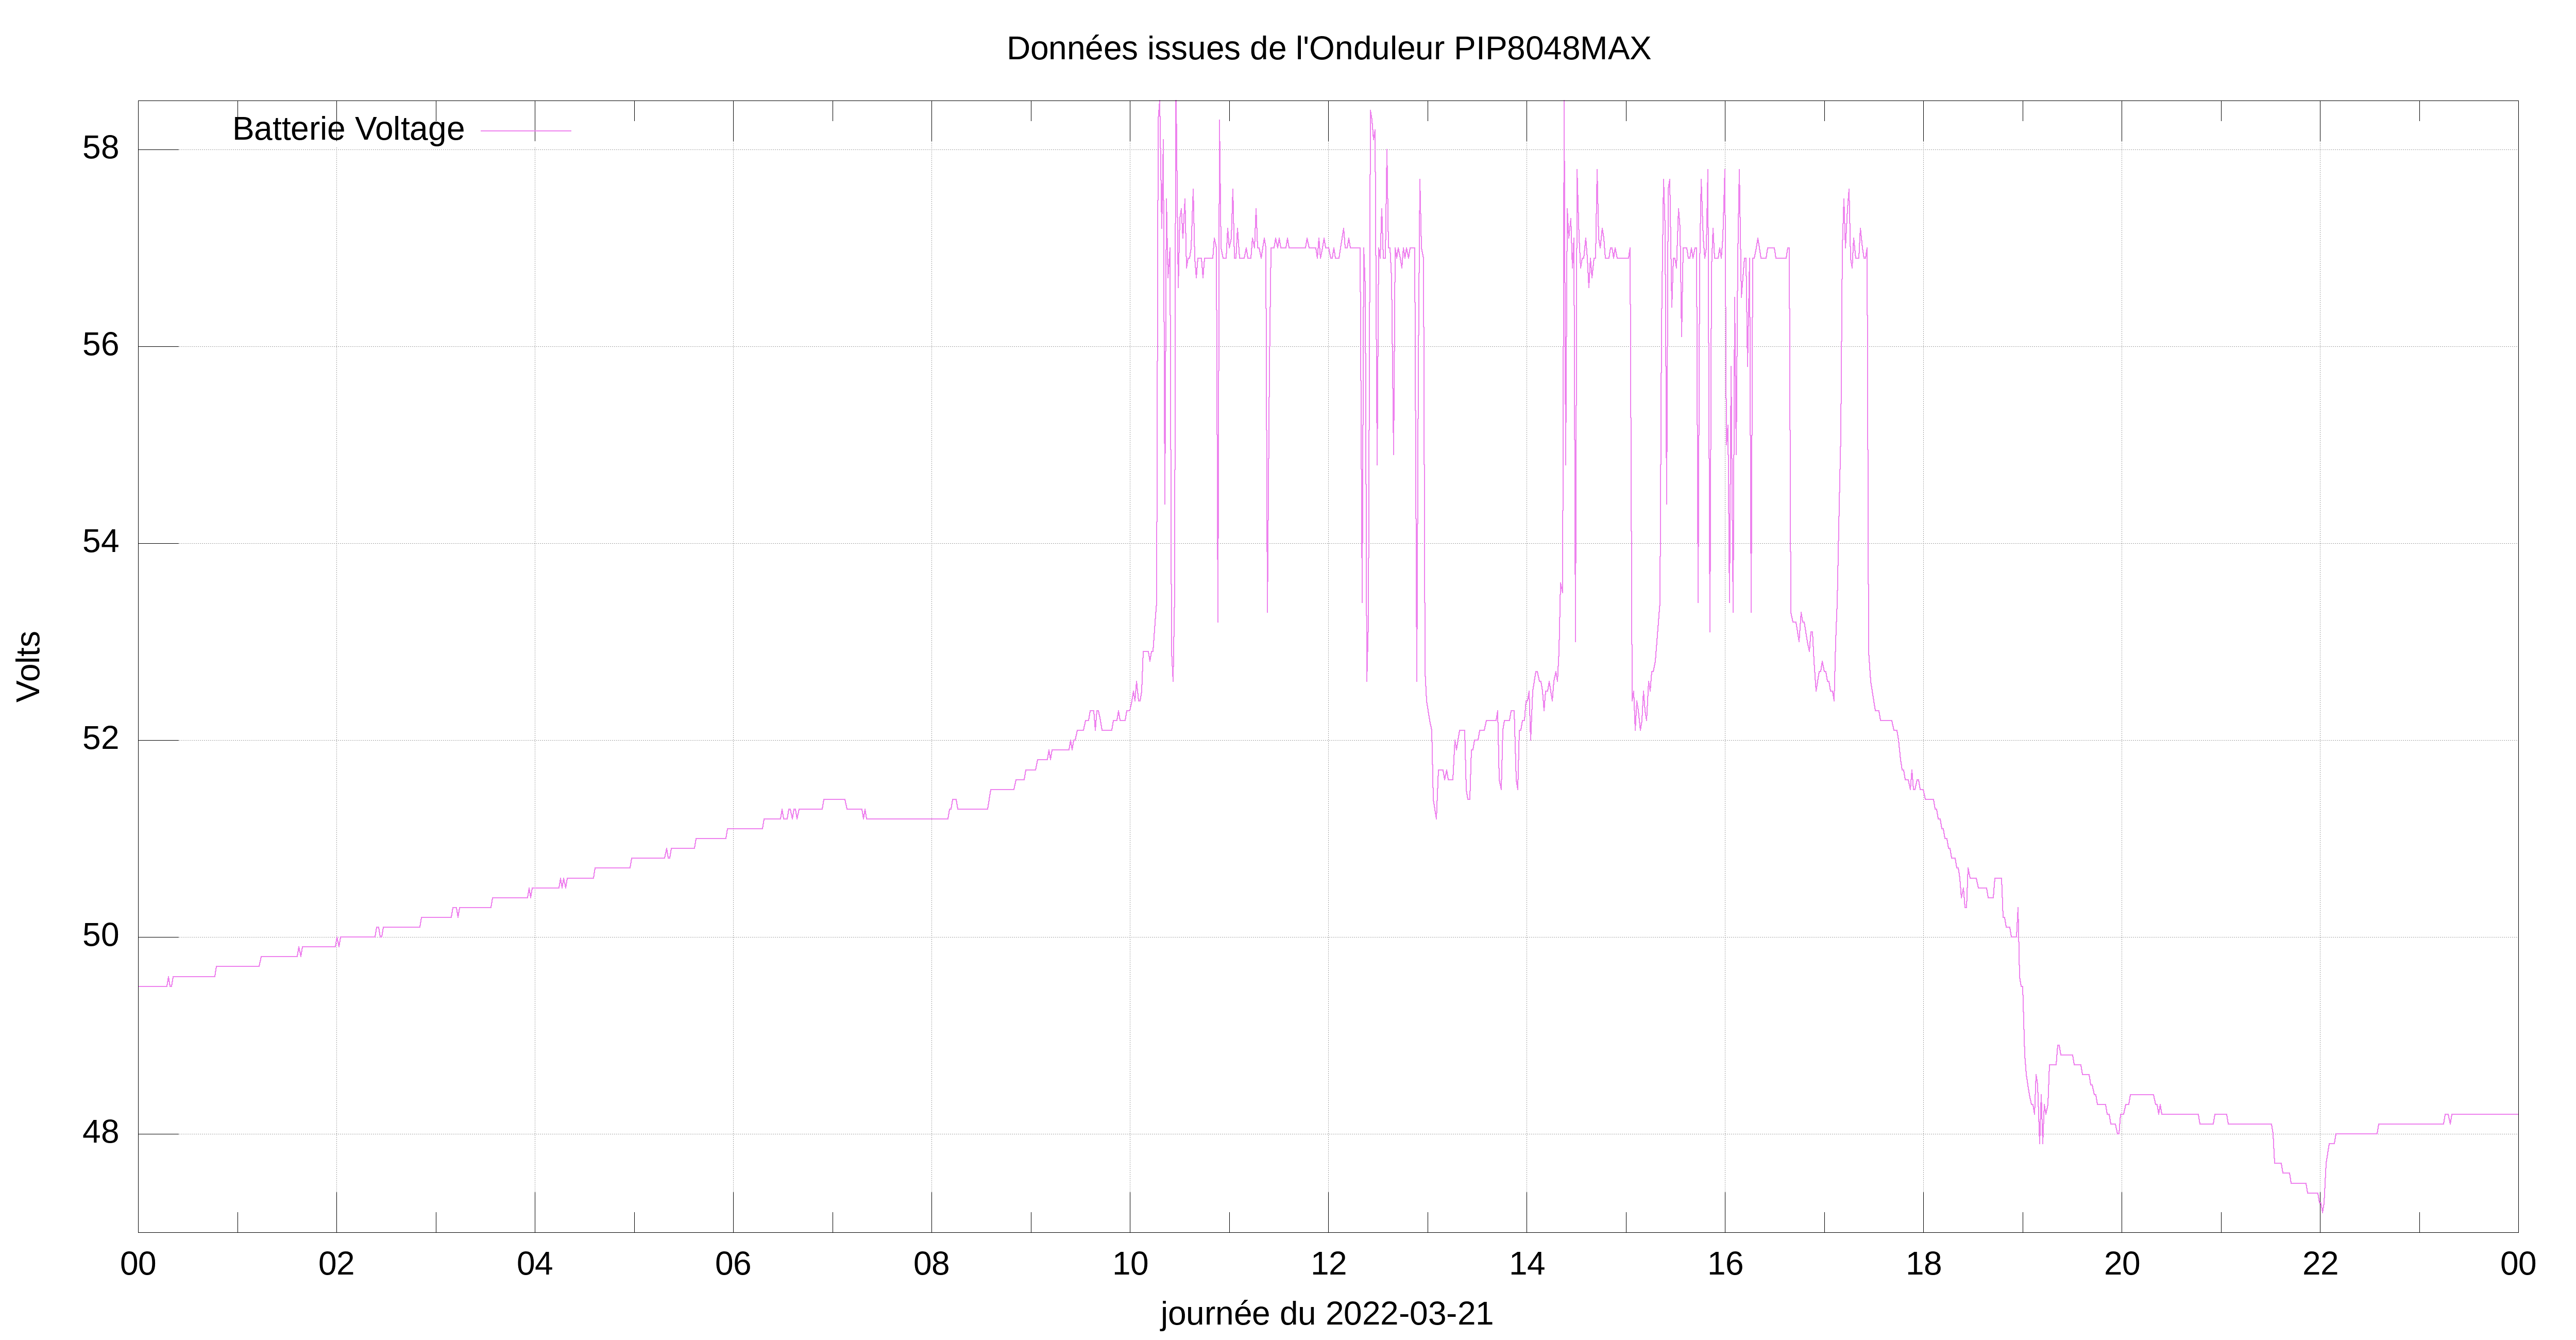 Données issues de l'Onduleur PIP8048MAX
Batterie Voltage
58
56
54
52
50
48
Volts
00 02 04 06 08 10 12 14 16 18 20 22 00
journée du 2022-03-21